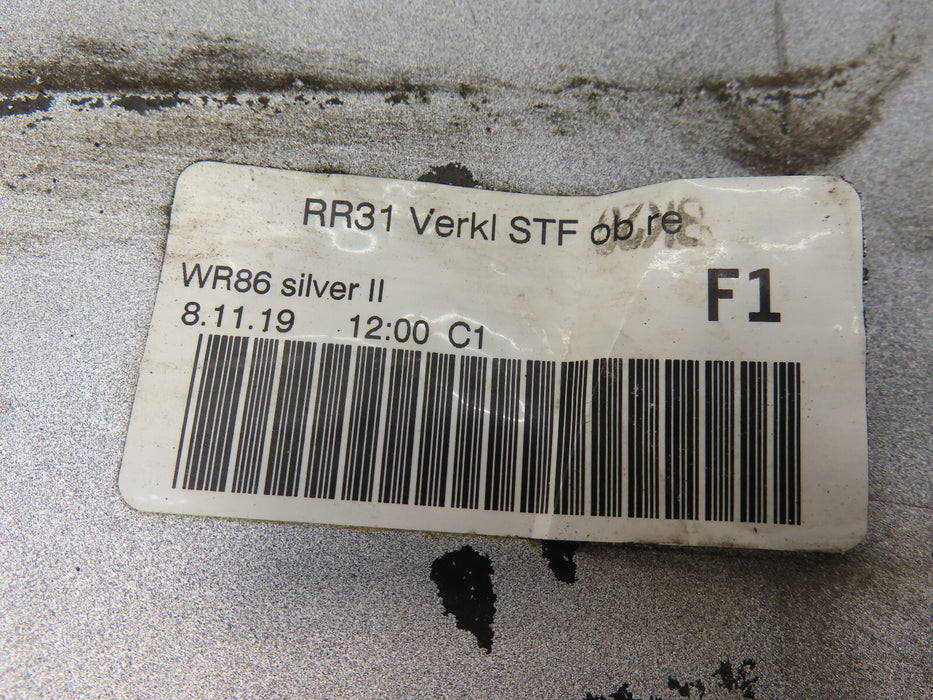 RR31 Verkl STF ob re
WR86 silver II
F1
8.11.19 12:00 C1